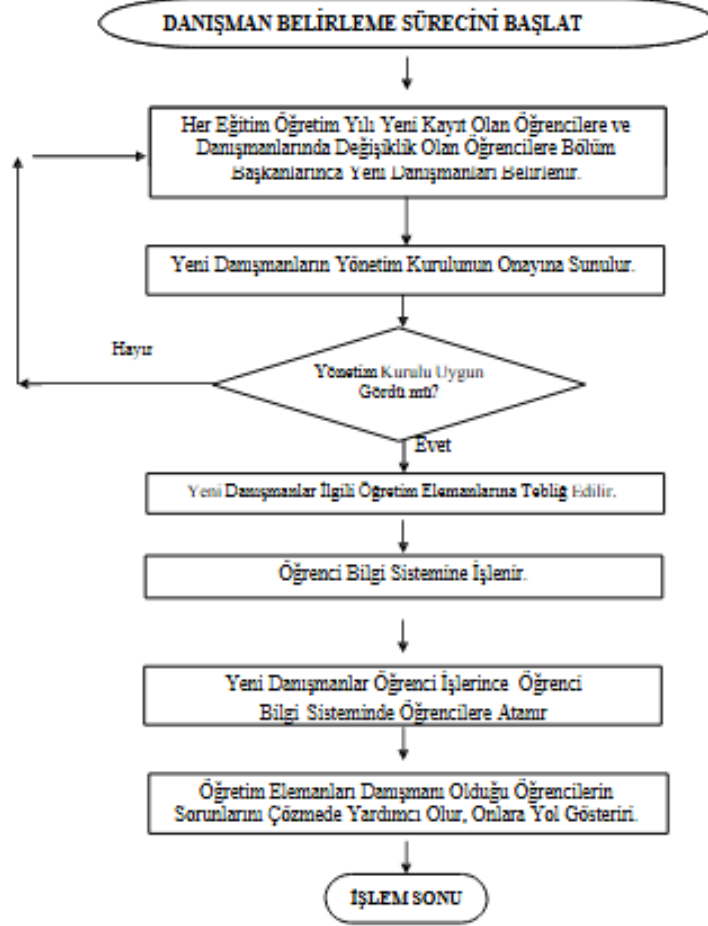 DANIŞMAN BELİRLEME SÜRECİNİ BAŞLAT
Her Eğitim Öğretim Yılı Yeni Kayıt Olan Öğrencilere ve
Danışmanlarında Değişiklik Olan Öğrencilere Bölüm
Başkanlarınca Yeni Danışmanları Belirlenir.
Yeni Danışmanların Yönetim Kurulunun Onayına Sunulur.
Hayır
Yönetim Kurulu Uygun
Gördü mü?
Evet
Yeni Danışmanlar İlgili Öğretim Elemanlarına Tebliğ Edilir.
Öğrenci Bilgi Sistemine İşlenir.
Yeni Danışmanlar Öğrenci İşlerince Öğrenci
Bilgi Sisteminde Öğrencilere Atanır
Öğretim Elemanları Danışmanı Olduğu Öğrencilerin
Sorunlarını Çözmede Yardımcı Olur, Onlara Yol Gösteriri.
İŞLEM SONU